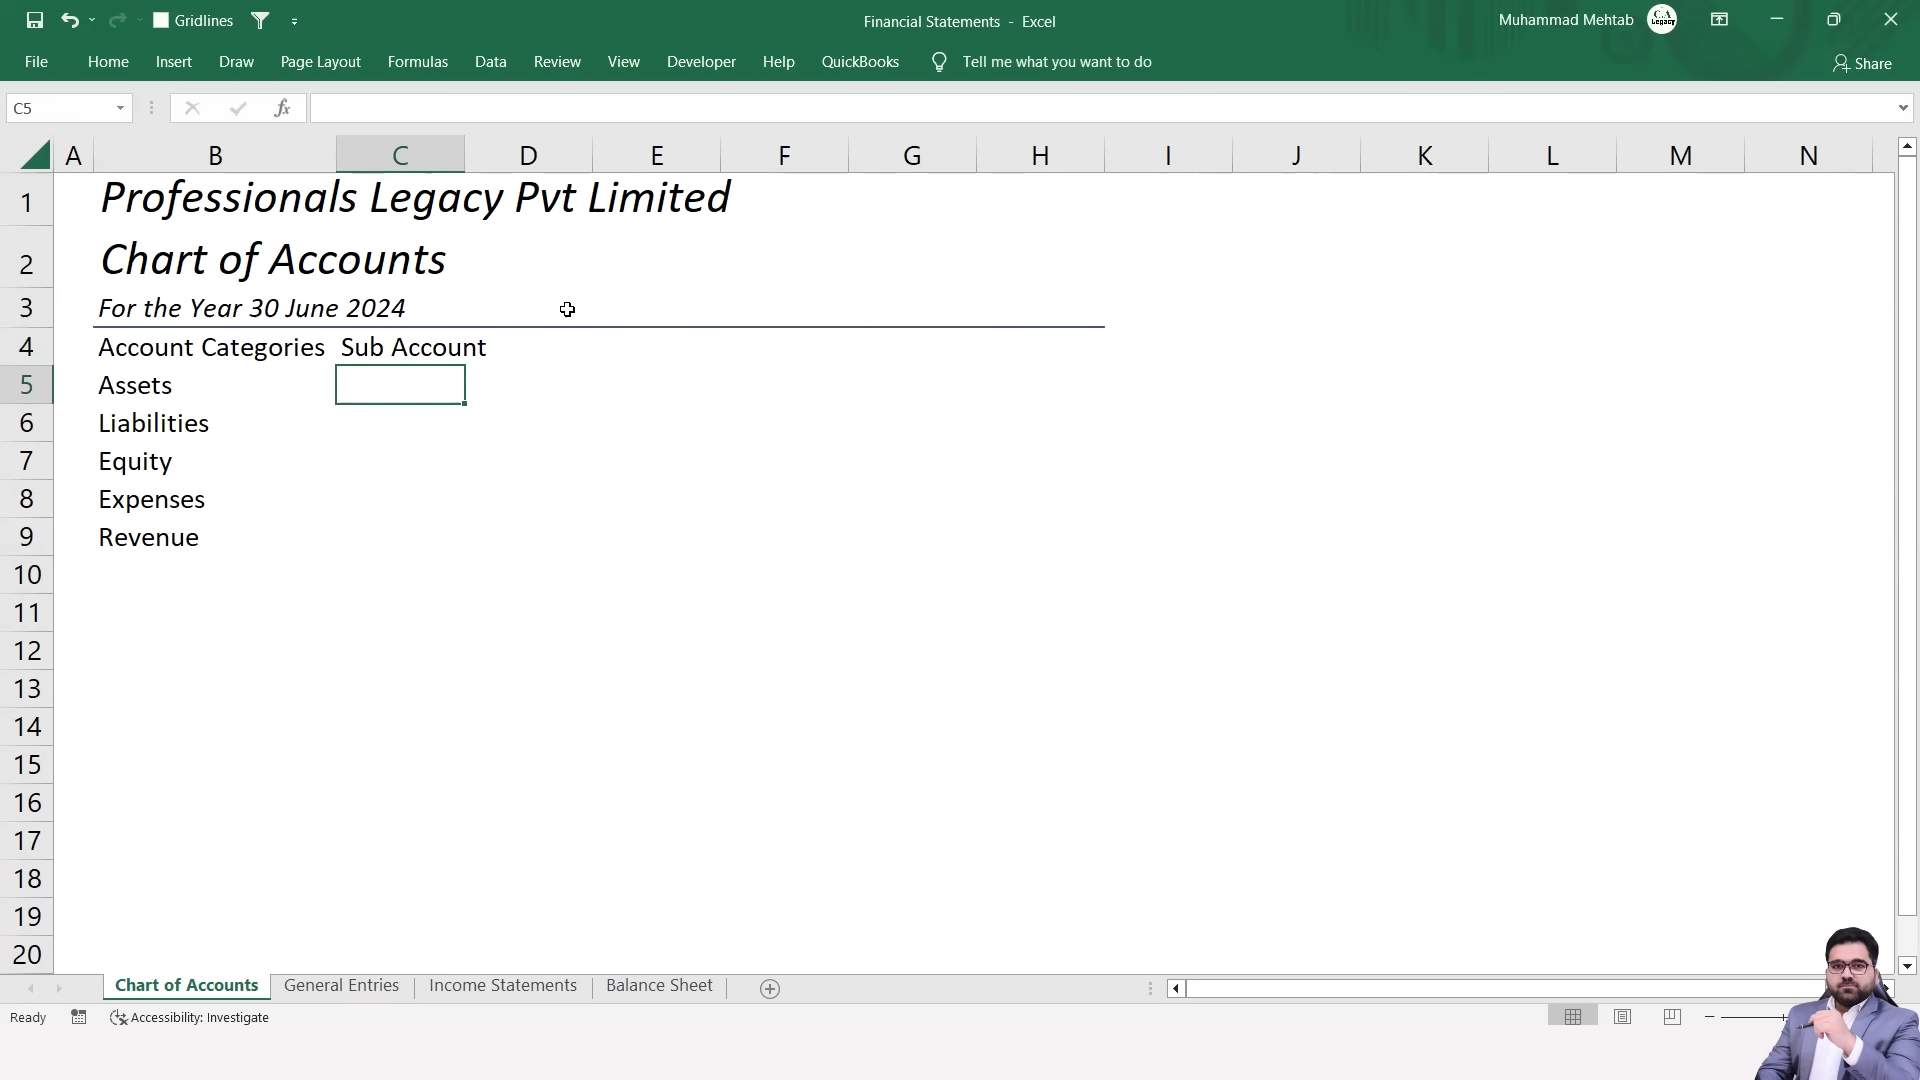 Gridlines
Financial Statements - Excel
Muhammad Mehtab
C.A
Legacy
File Home Insert Draw Page Layout Formulas Data Review View Developer Help QuickBooks Tell me what you want to do Share
C5 fx
A B C D E F G H I J K L M N
1 Professionals Legacy Pvt Limited
2 Chart of Accounts
3 For the Year 30 June 2024
4 Account Categories Sub Account
5 Assets
6 Liabilities
7 Equity
8 Expenses
9 Revenue
10
11
12
13
14
15
16
17
18
19
20
Chart of Accounts General Entries Income Statements Balance Sheet
Ready Accessibility: Investigate